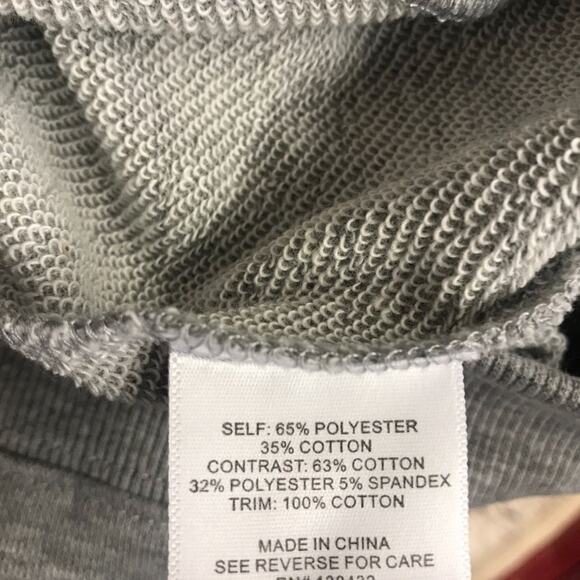 SELF: 65% POLYESTER
35% COTTON
CONTRAST: 63% COTTON
32% POLYESTER 5% SPANDEX
TRIM: 100% COTTON
MADE IN CHINA
SEE REVERSE FOR CARE